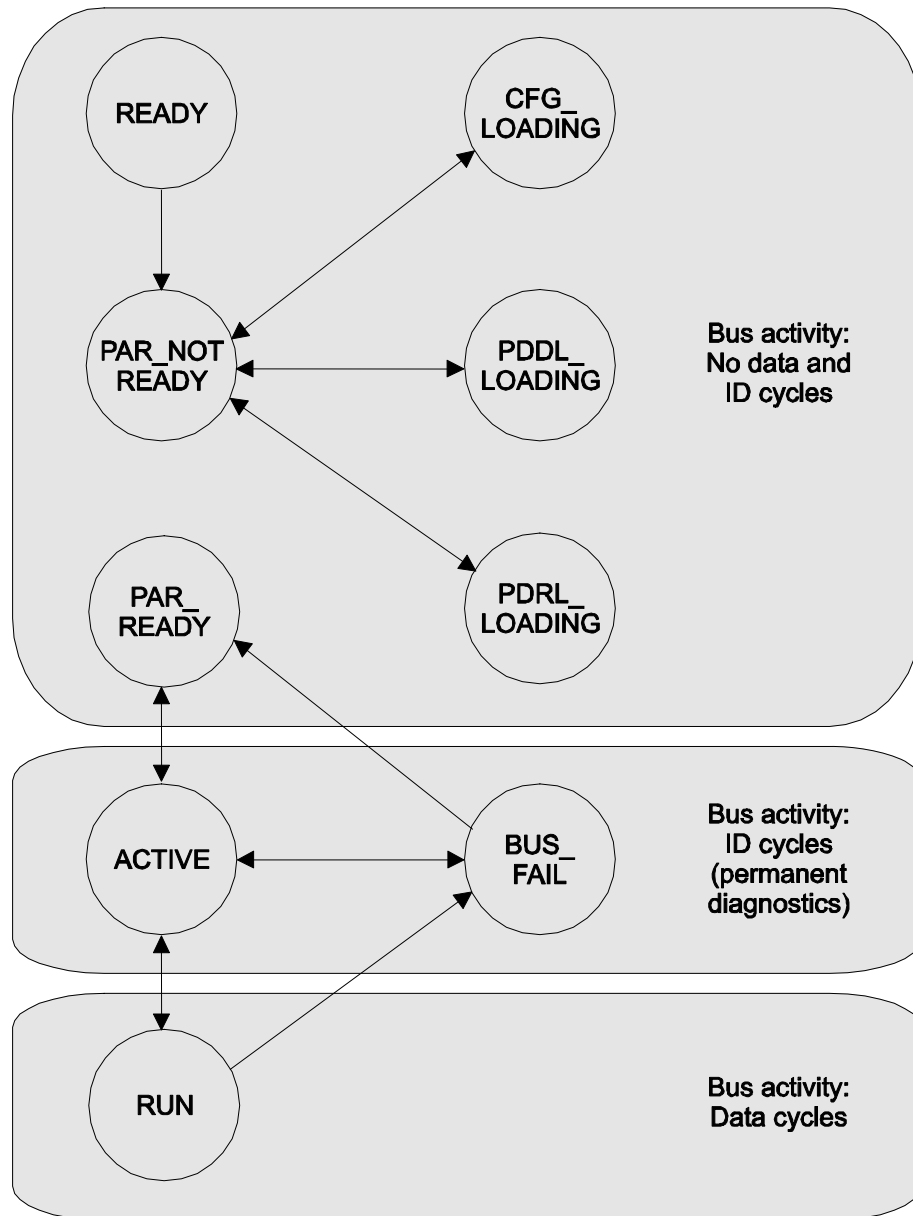 READY
CFG_
LOADING
PAR_NOT
READY
PDDL_
LOADING
Bus activity:
No data and
ID cycles
PAR_
READY
PDRL_
LOADING
ACTIVE
BUS_
FAIL
Bus activity:
ID cycles
(permanent
diagnostics)
RUN
Bus activity:
Data cycles